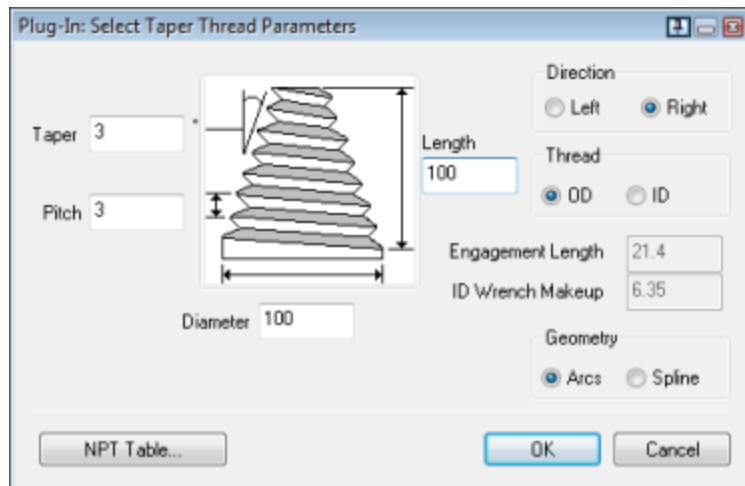 Plug-In: Select Taper Thread Parameters
Direction
Left Right
Taper 3 °
Length
100
Thread
OD ID
Pitch 3
Engagement Length 21.4
ID Wrench Makeup 6.35
Diameter 100
Geometry
Arcs Spline
NPT Table... OK Cancel